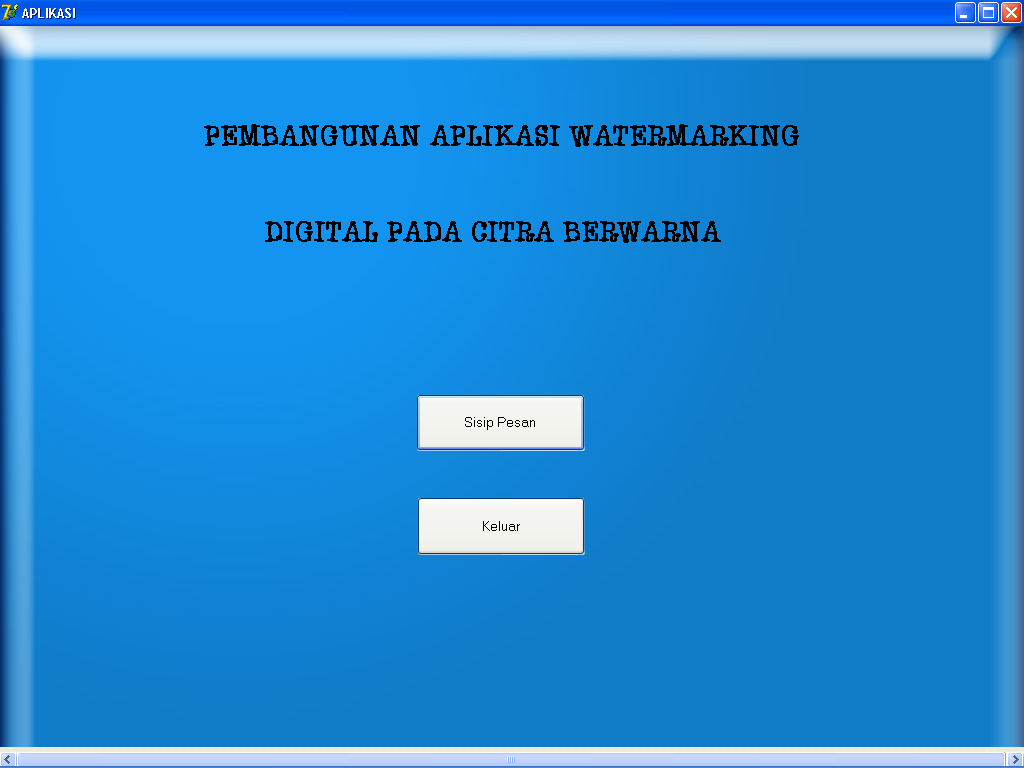 APLIKASI
PEMBANGUNAN APLIKASI WATERMARKING
DIGITAL PADA CITRA BERWARNA
Sisip Pesan
Keluar